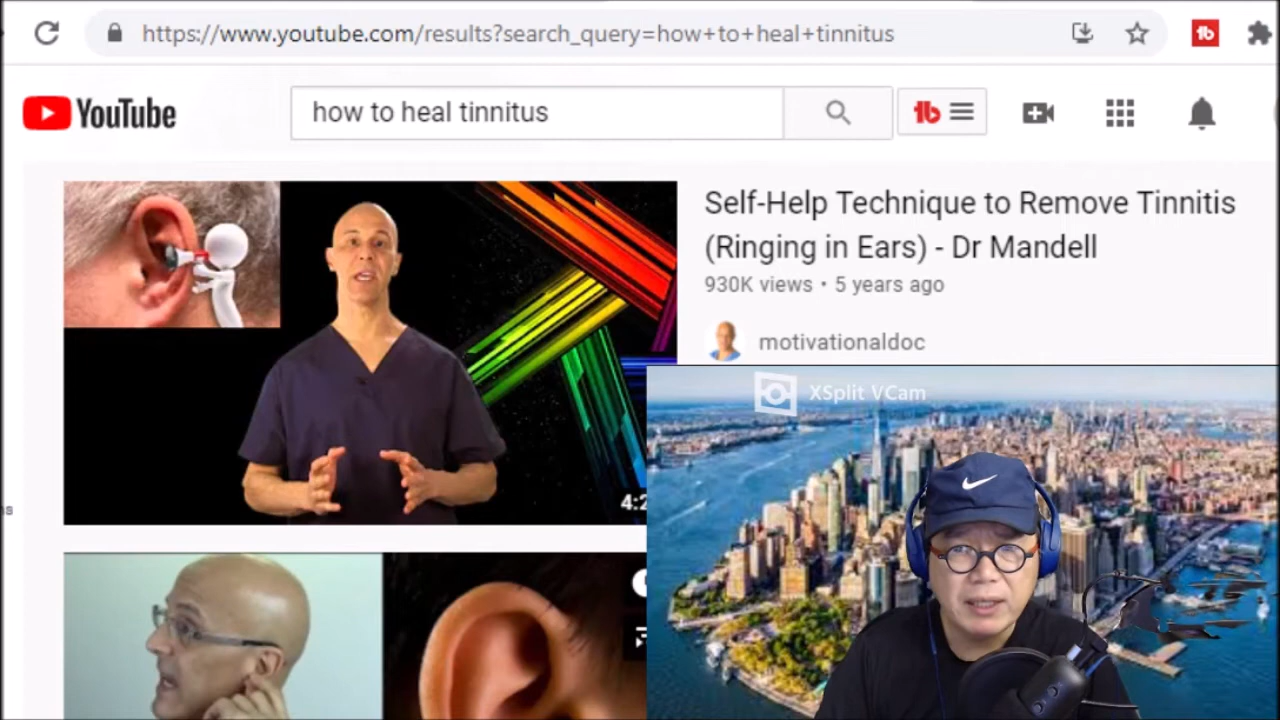 https://www.youtube.com/results?search_query=how+to+heal+tinnitus
YouTube
how to heal tinnitus
Self-Help Technique to Remove Tinnitis
(Ringing in Ears) - Dr Mandell
930K views • 5 years ago
motivationaldoc
XSplit VCam